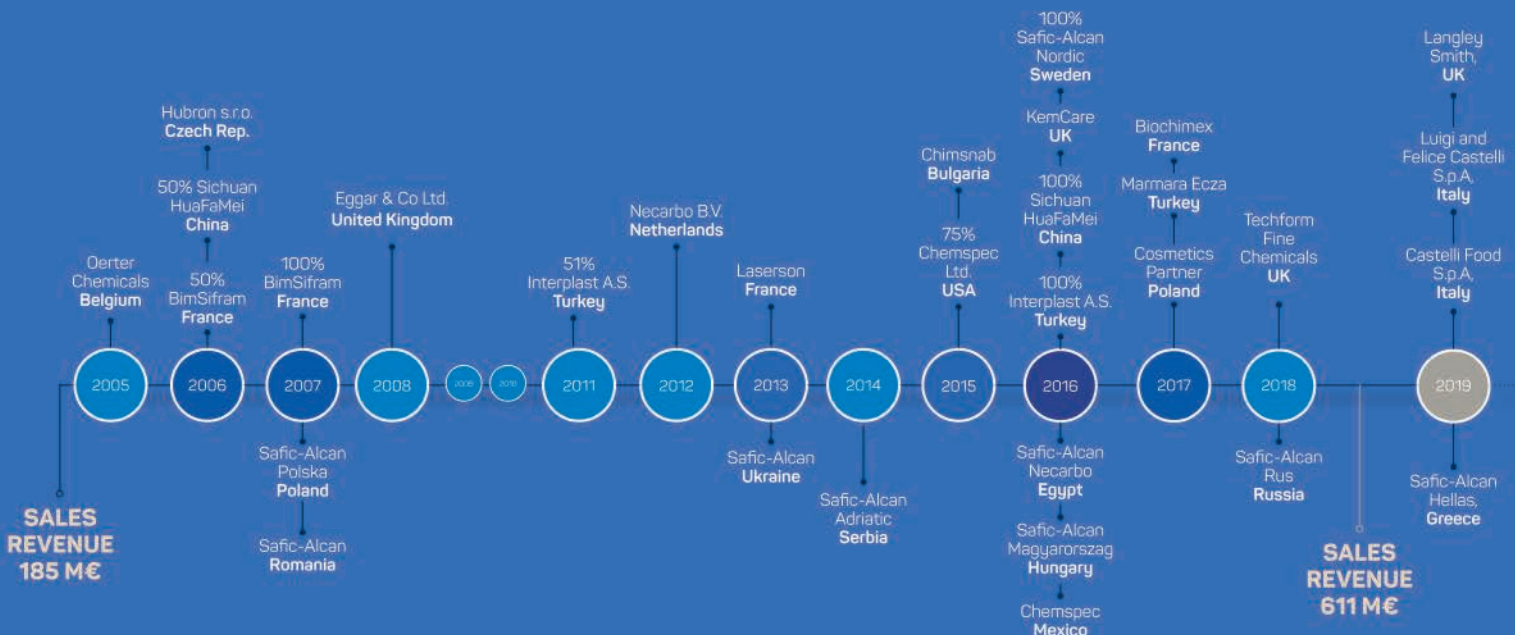 Oerter
Chemicals
Belgium
2005
SALES
REVENUE
185 M€
Hubron s.r.o.
Czech Rep.
50% Sichuan
HuaFaMei
China
50%
BimSifram
France
2006
100%
BimSifram
France
2007
Safic-Alcan
Polska
Poland
Safic-Alcan
Romania
Eggar & Co Ltd.
United Kingdom
2008
2009
2010
51%
Interplast A.S.
Turkey
2011
Necarbo B.V.
Netherlands
2012
Laserson
France
2013
Safic-Alcan
Ukraine
2014
Safic-Alcan
Adriatic
Serbia
Chimsnab
Bulgaria
75%
Chemspec
Ltd.
USA
2015
100%
Safic-Alcan
Nordic
Sweden
KemCare
UK
100%
Sichuan
HuaFaMei
China
100%
Interplast A.S.
Turkey
2016
Safic-Alcan
Necarbo
Egypt
Safic-Alcan
Magyarorszag
Hungary
Chemspec
Mexico
Biochimex
France
Marmara Ecza
Turkey
Cosmetics
Partner
Poland
2017
Techform
Fine
Chemicals
UK
2018
Safic-Alcan
Rus
Russia
SALES
REVENUE
611 M€
Langley
Smith,
UK
Luigi and
Felice Castelli
S.p.A,
Italy
Castelli Food
S.p.A,
Italy
2019
Safic-Alcan
Hellas,
Greece